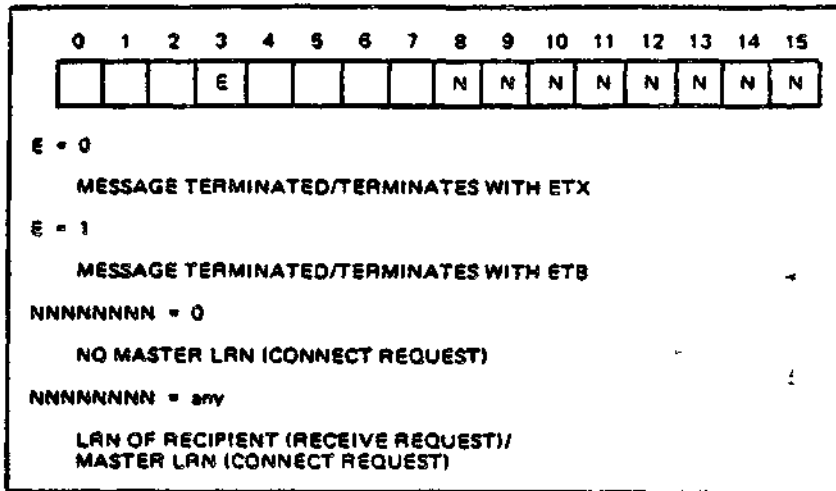 0 1 2 3 4 5 6 7 8 9 10 11 12 13 14 15
E N N N N N N N N
E = 0
MESSAGE TERMINATED/TERMINATES WITH ETX
E = 1
MESSAGE TERMINATED/TERMINATES WITH ETB
NNNNNNNN = 0
NO MASTER LRN (CONNECT REQUEST)
NNNNNNNN = any
LRN OF RECIPIENT (RECEIVE REQUEST)/
MASTER LRN (CONNECT REQUEST)